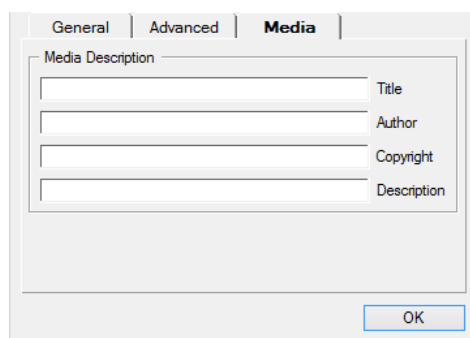 General Advanced Media
Media Description
Title
Author
Copyright
Description
OK